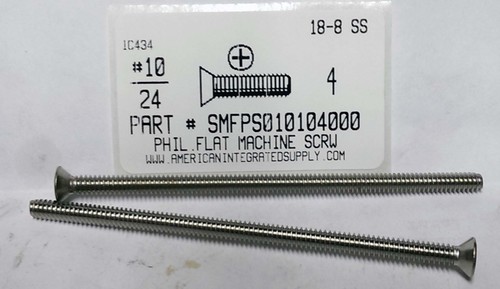 18-8 SS
1C434
#10
24
4
PART # SMFPS010104000
PHIL.FLAT MACHINE SCRW
WWW.AMERICANINTEGRATEDSUPPLY.COM